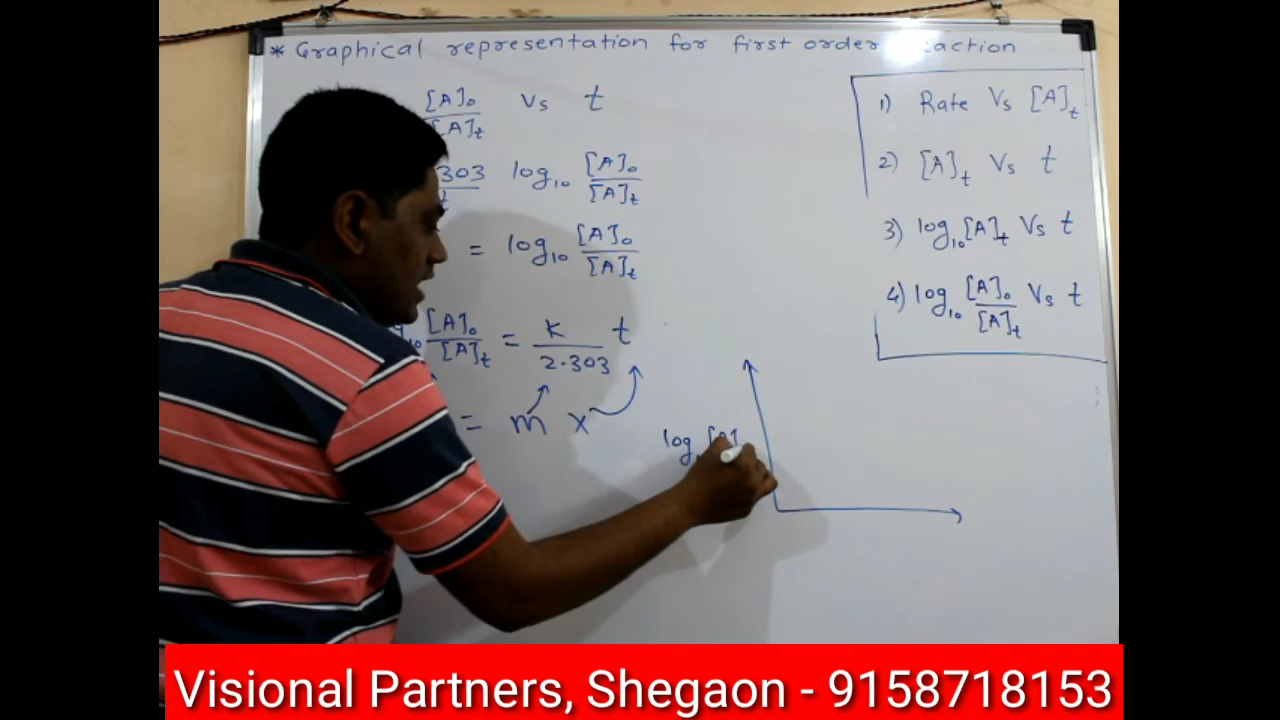 * Graphical representation for first order action
[A]₀ / [A]t Vs t
303 / t log₁₀ [A]₀ / [A]t
= log₁₀ [A]₀ / [A]t
[A]₀ / [A]t = K / 2.303 t
= m x
log [A]
1) Rate Vs [A]t
2) [A]t Vs t
3) log₁₀ [A]t Vs t
4) log₁₀ [A]₀ / [A]t Vs t
Visional Partners, Shegaon - 9158718153